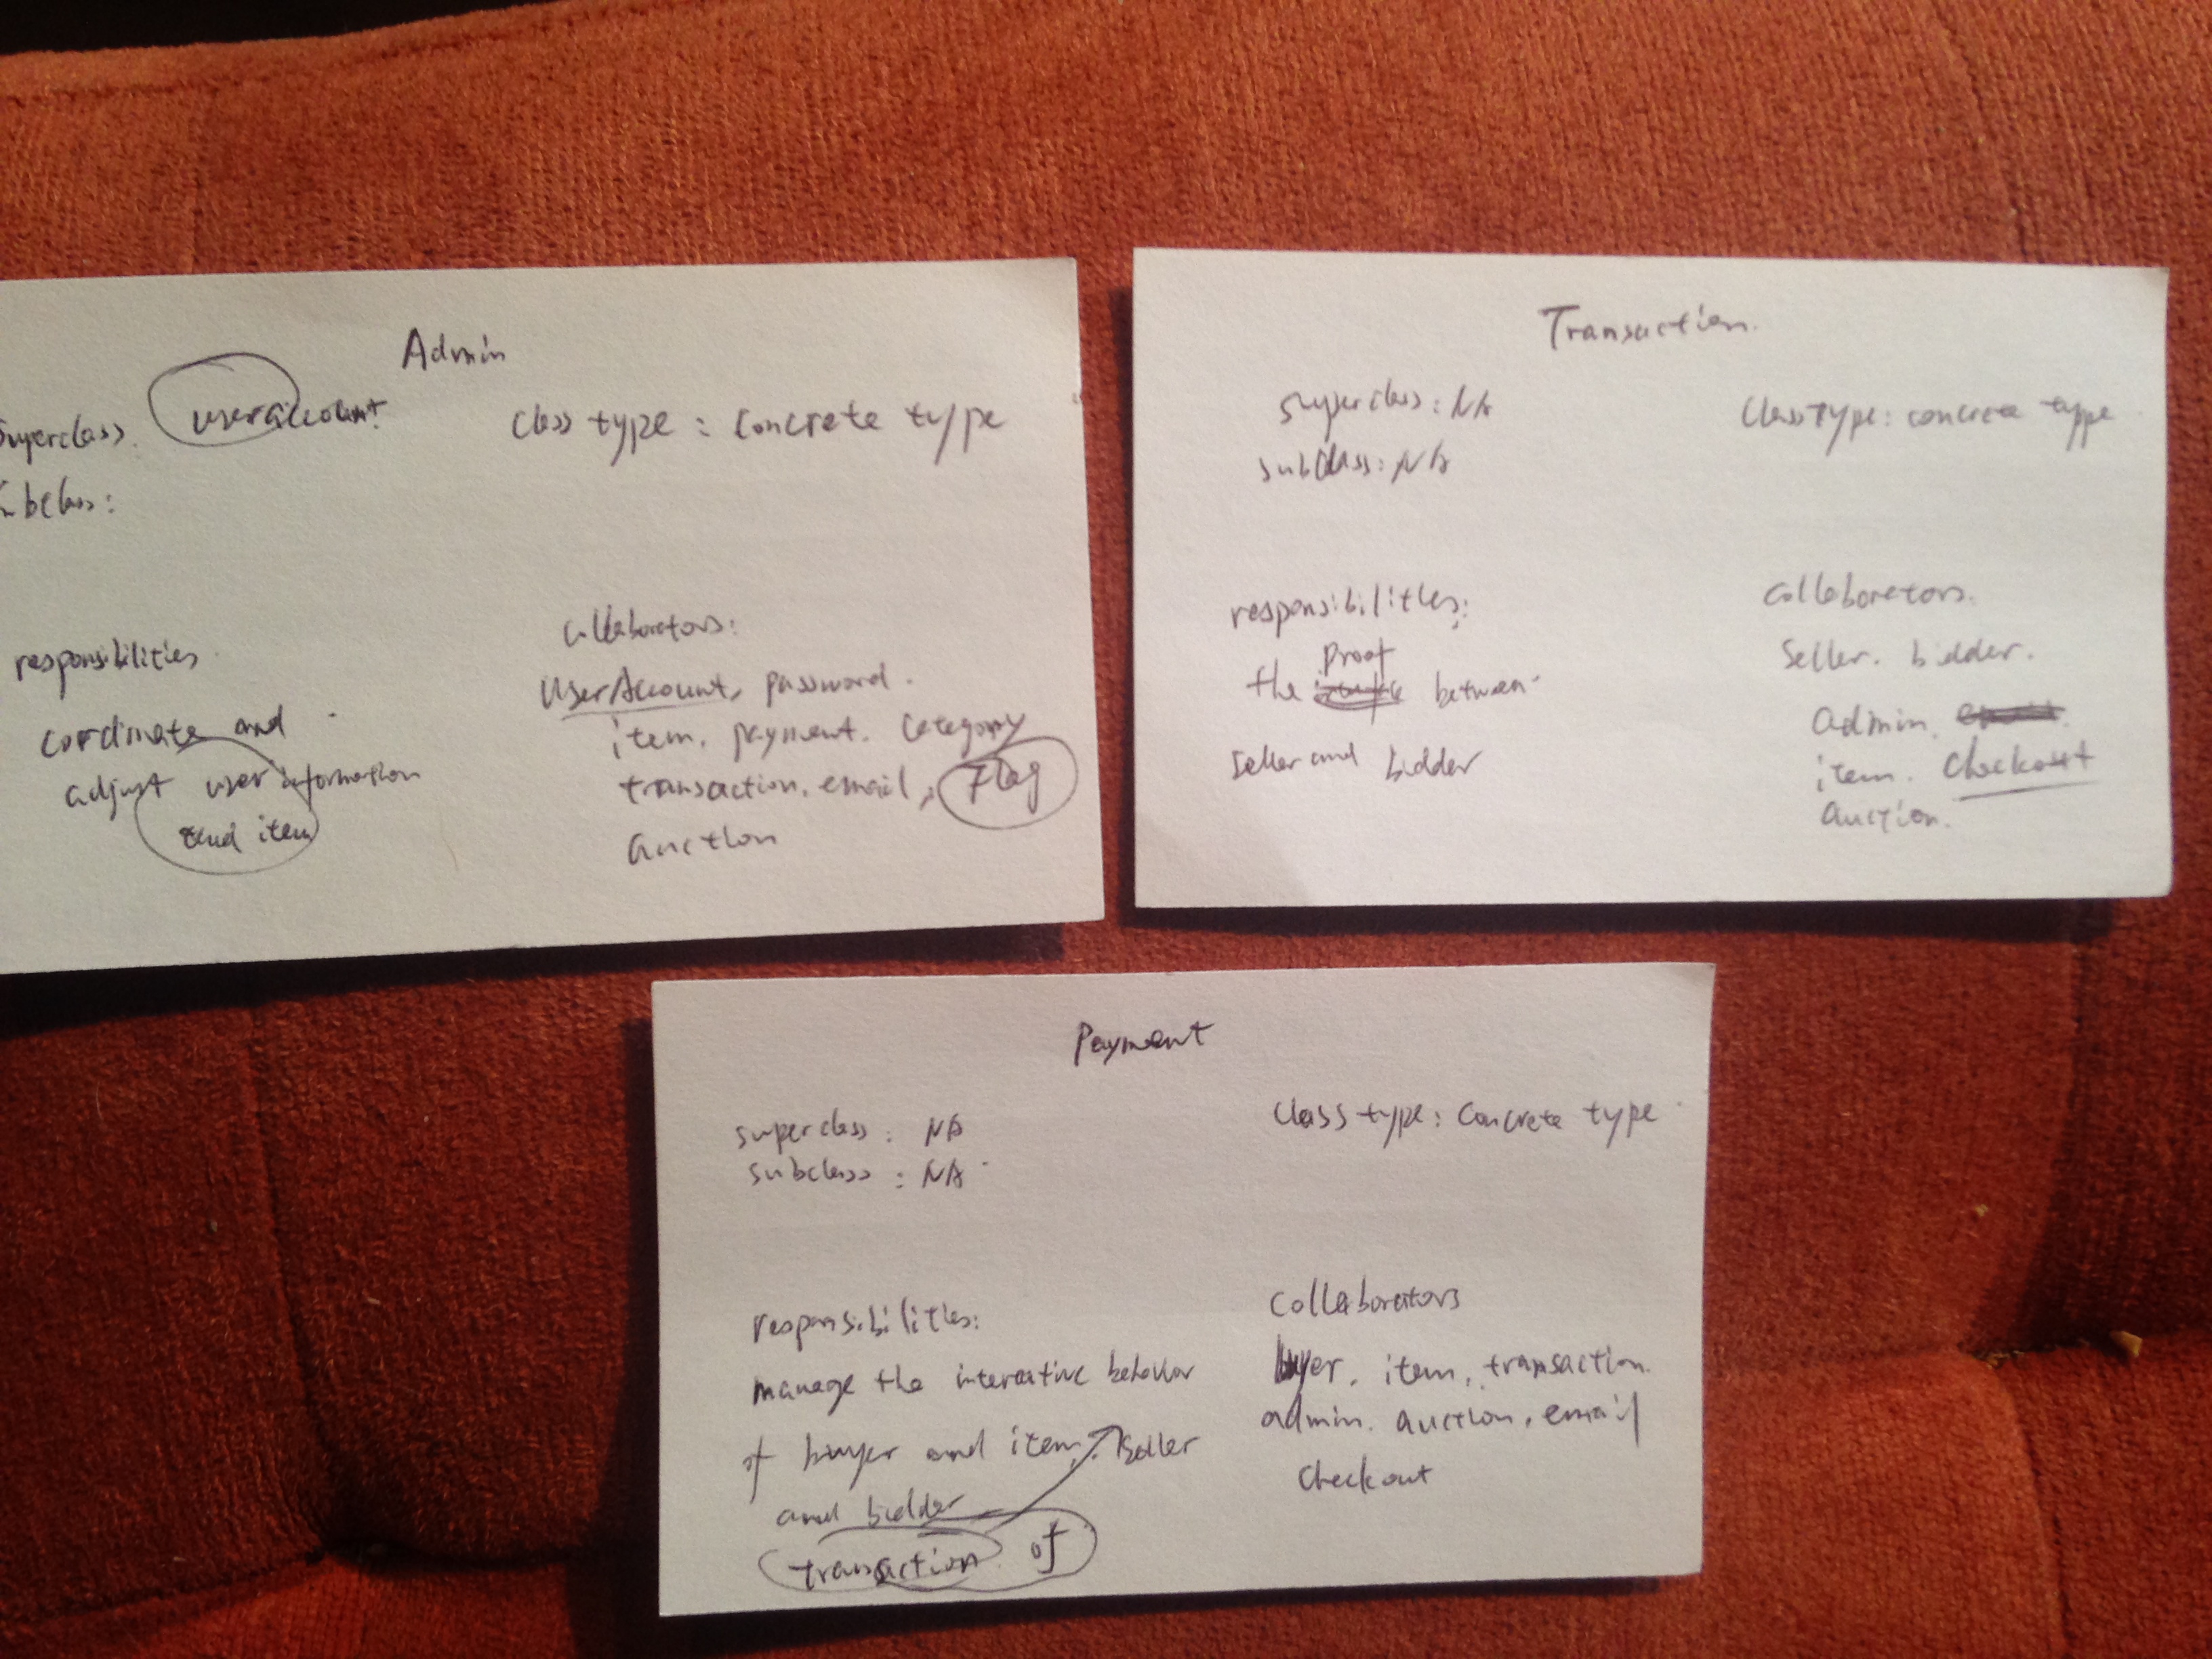 Admin
Superclass. useraccount.
Class type : Concrete type
Subclass:
responsibilities.
cordinate and
adjust user information
and item
collaborators:
UserAccount, password.
item. payment. Category
transaction. email, Flag
auction
Transaction.
superclass: NA
subclass: NA
Class Type: concrete type
responsibilities:
Proof
the between
seller and bidder
collaborators.
Seller. bidder.
admin.
item. Checkout
auction.
Payment
superclass : NA
subclass : NA
class type : Concrete type
responsibilities:
manage the interactive behavior
of buyer and item. Seller
and bidder
transaction of
Collaborators
buyer, item, transaction.
admin. auction, email
Checkout